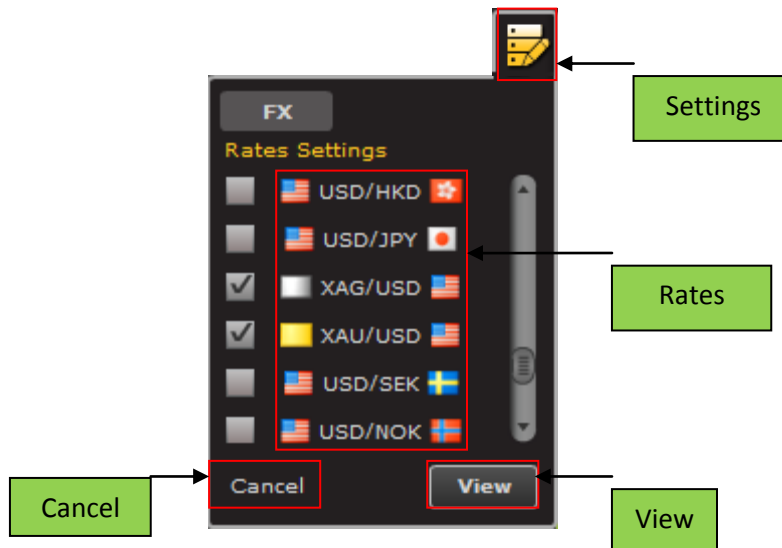 Settings
FX
Rates Settings
USD/HKD
USD/JPY
XAG/USD
Rates
XAU/USD
USD/SEK
USD/NOK
Cancel
View
Cancel
View